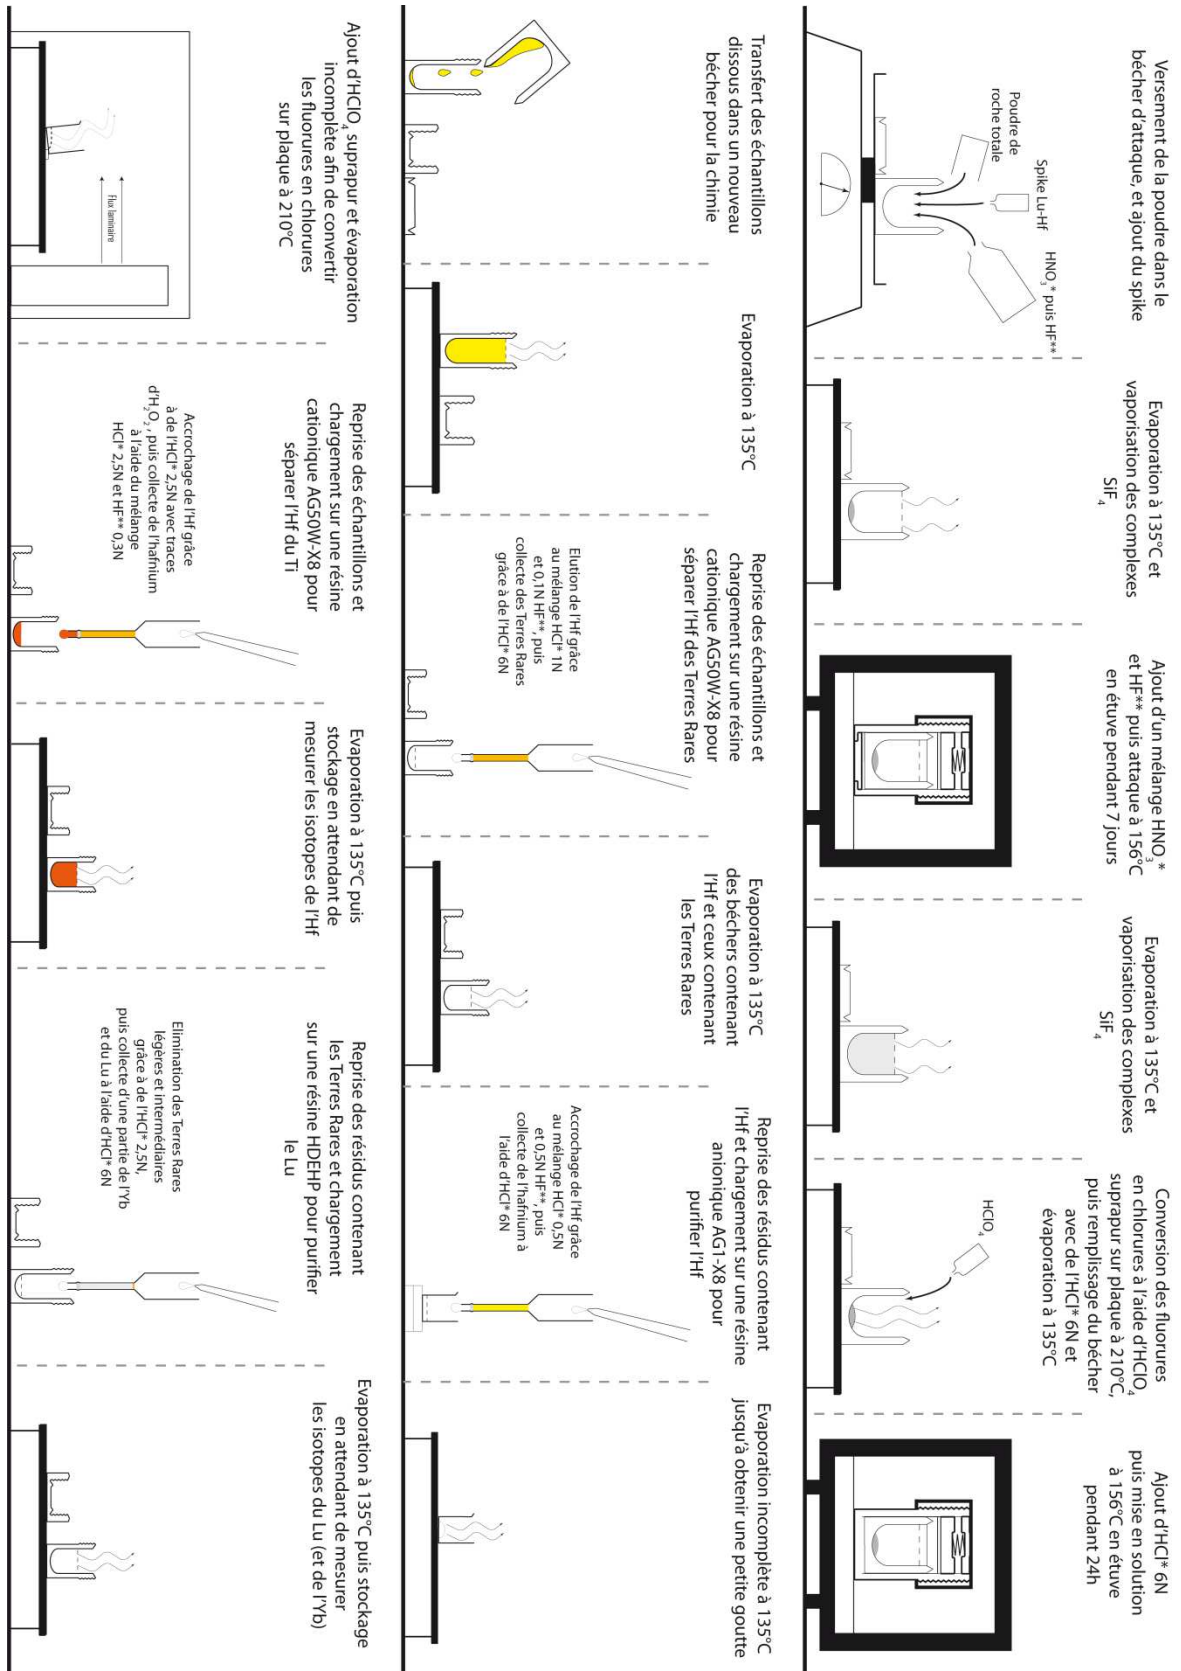 Versement de la poudre dans le
bécher d'attaque, et ajout du spike
Poudre de
roche totale
Spike Lu-Hf
HNO₃* puis HF**
Evaporation à 135°C et
vaporisation des complexes
SiF₄
Ajout d'un mélange HNO₃*
et HF** puis attaque à 156°C
en étuve pendant 7 jours
Evaporation à 135°C et
vaporisation des complexes
SiF₄
Conversion des fluorures
en chlorures à l'aide d'HClO₄
suprapur sur plaque à 210°C,
puis remplissage du bécher
avec de l'HCl* 6N et
évaporation à 135°C
HClO₄
Ajout d'HCl* 6N
puis mise en solution
à 156°C en étuve
pendant 24h
Transfert des échantillons
dissous dans un nouveau
bécher pour la chimie
Evaporation à 135°C
Reprise des échantillons et
chargement sur une résine
cationique AG50W-X8 pour
séparer l'Hf des Terres Rares
Elution de l'Hf grâce
au mélange HCl* 1N
et 0,1N HF**, puis
collecte des Terres Rares
grâce à de l'HCl* 6N
Evaporation à 135°C
des béchers contenant
l'Hf et ceux contenant
les Terres Rares
Reprise des résidus contenant
l'Hf et chargement sur une résine
anionique AG1-X8 pour
purifier l'Hf
Accrochage de l'Hf grâce
au mélange HCl* 0,5N
et 0,5N HF**, puis
collecte de l'hafnium à
l'aide d'HCl* 6N
Evaporation incomplète à 135°C
jusqu'à obtenir une petite goutte
Ajout d'HClO₄ suprapur et évaporation
incomplète afin de convertir
les fluorures en chlorures
sur plaque à 210°C
Flux laminaire
Reprise des échantillons et
chargement sur une résine
cationique AG50W-X8 pour
séparer l'Hf du Ti
Accrochage de l'Hf grâce
à de l'HCl* 2,5N avec traces
d'H₂O₂, puis collecte de l'hafnium
à l'aide du mélange
HCl* 2,5N et HF** 0,3N
Evaporation à 135°C puis
stockage en attendant de
mesurer les isotopes de l'Hf
Reprise des résidus contenant
les Terres Rares et chargement
sur une résine HDEHP pour purifier
le Lu
Elimination des Terres Rares
légères et intermédiaires
grâce à de l'HCl* 2,5N,
puis collecte d'une partie de l'Yb
et du Lu à l'aide d'HCl* 6N
Evaporation à 135°C puis stockage
en attendant de mesurer
les isotopes du Lu (et de l'Yb)